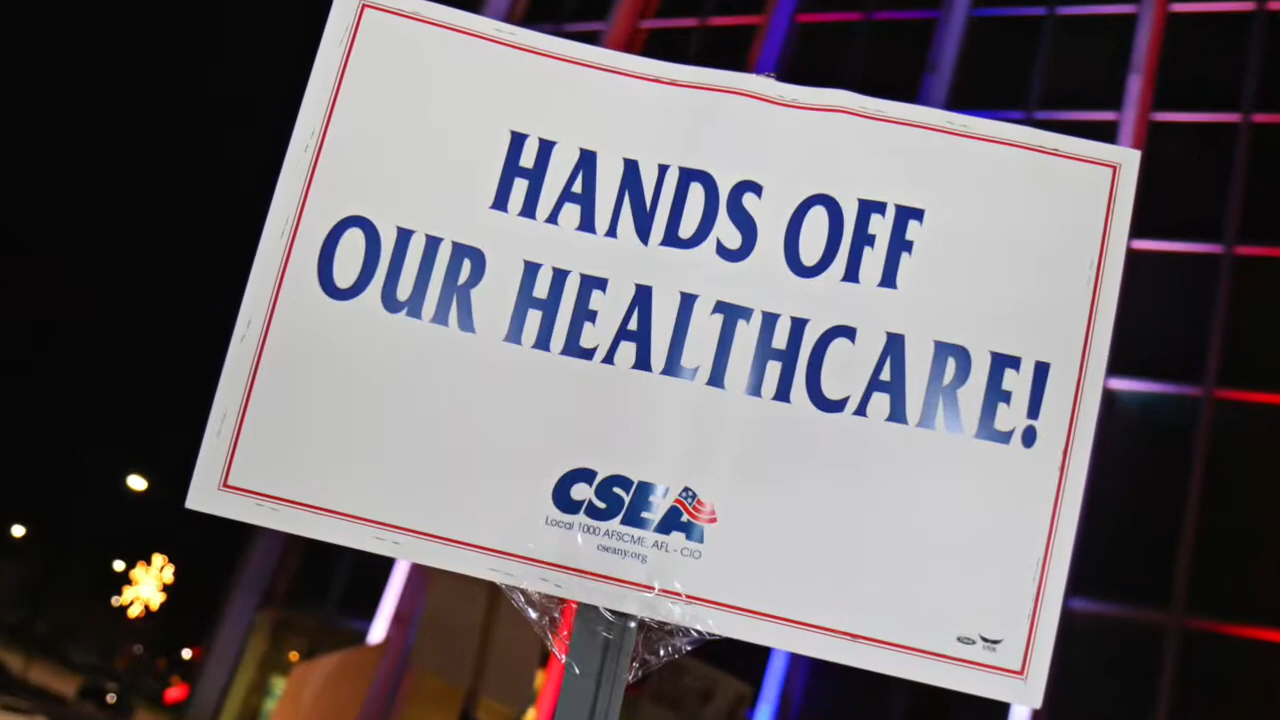 HANDS OFF
OUR HEALTHCARE!
CSEA
Local 1000 AFSCME, AFL - CIO
cseany.org